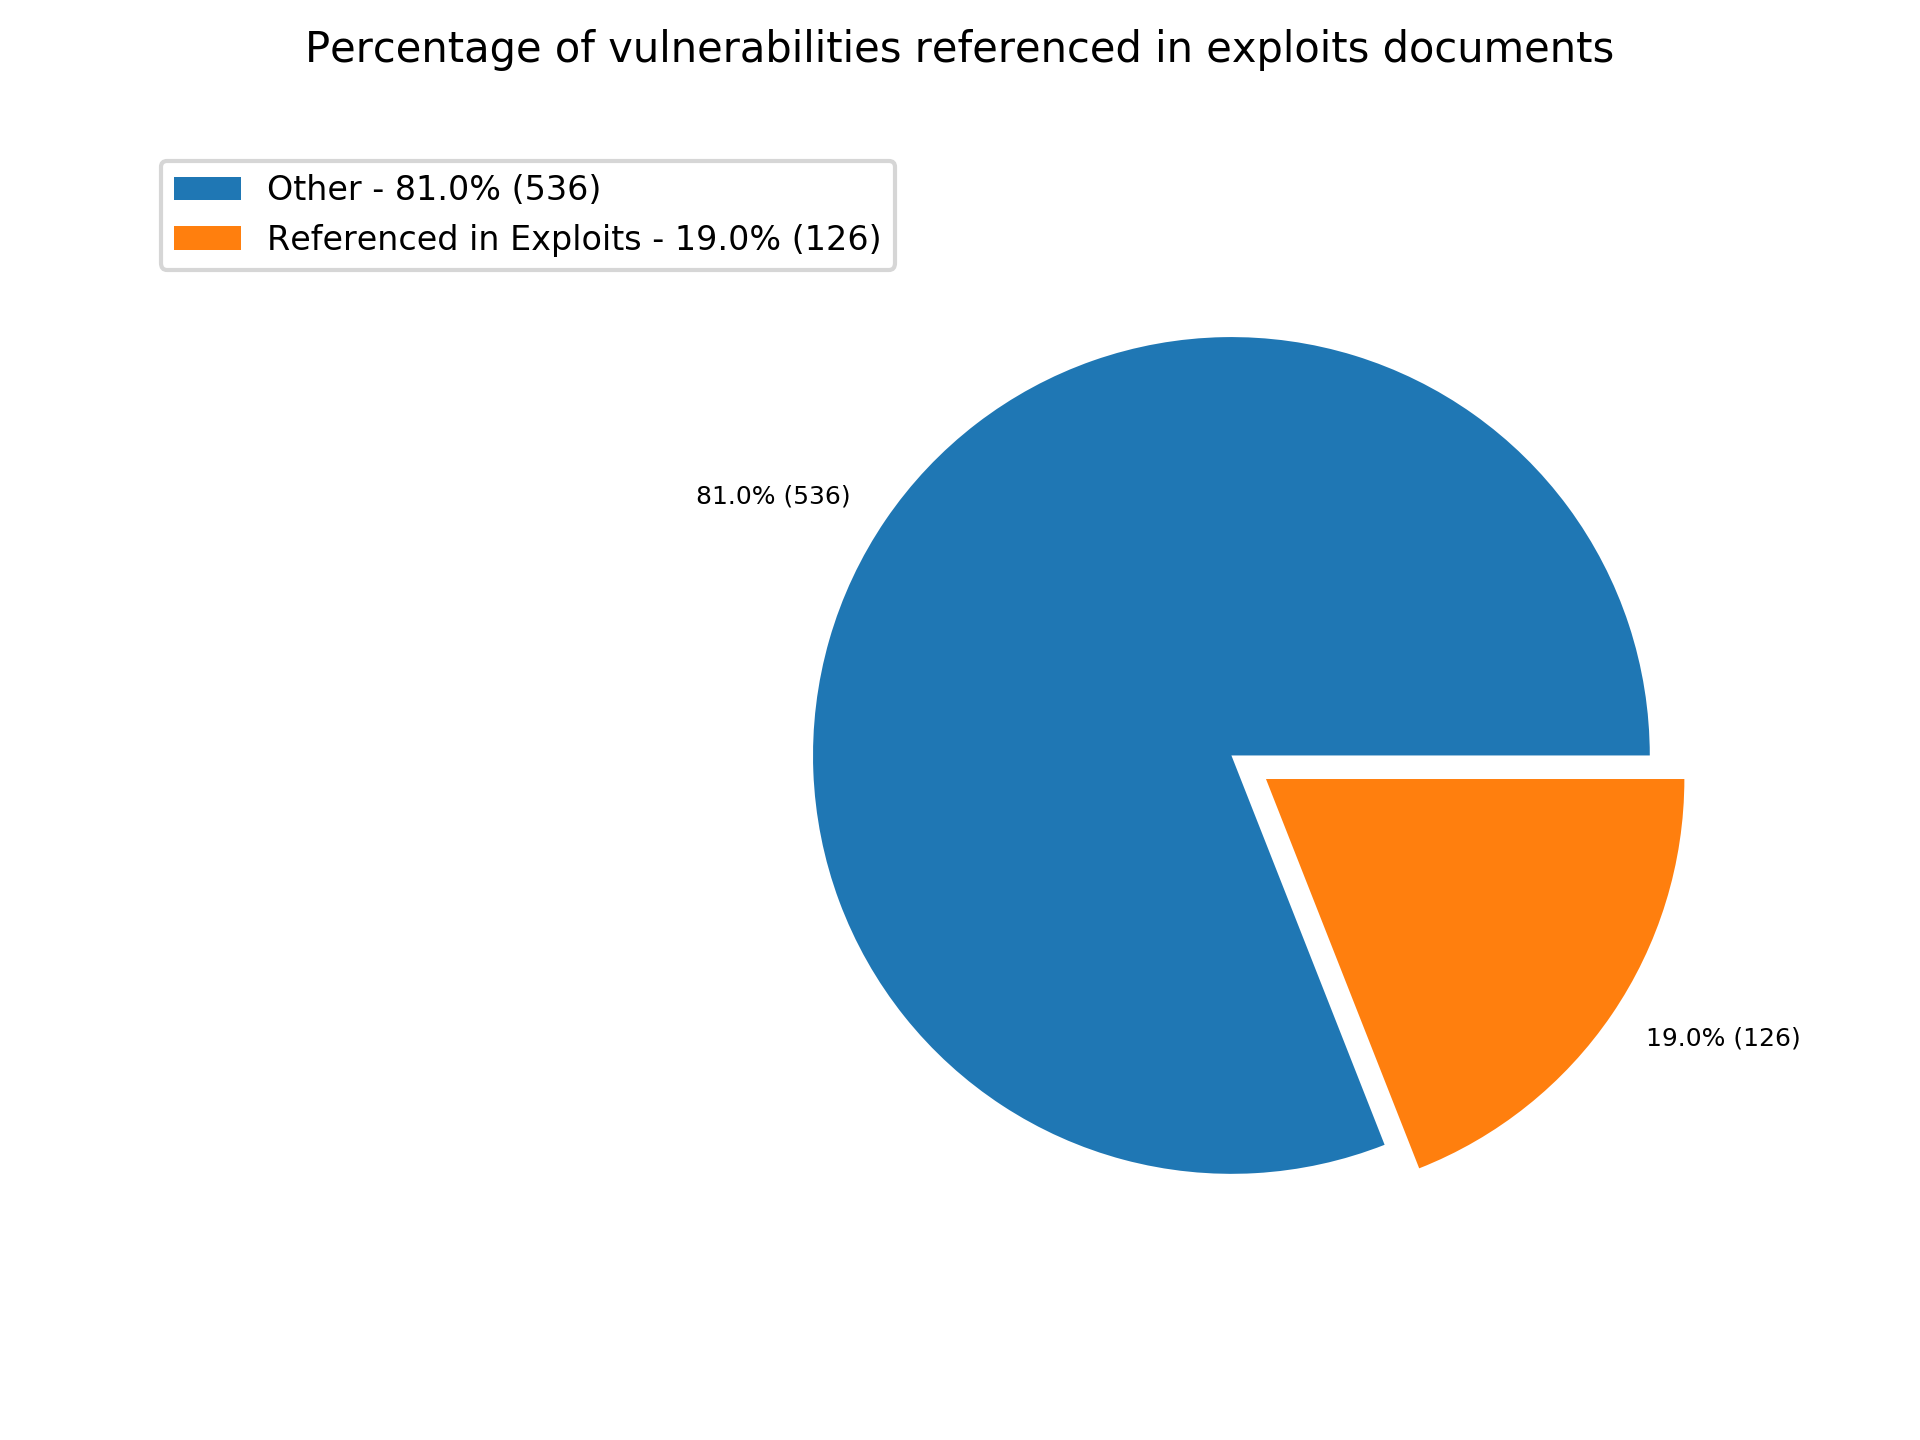 Percentage of vulnerabilities referenced in exploits documents
Other - 81.0% (536)
Referenced in Exploits - 19.0% (126)
81.0% (536)
19.0% (126)